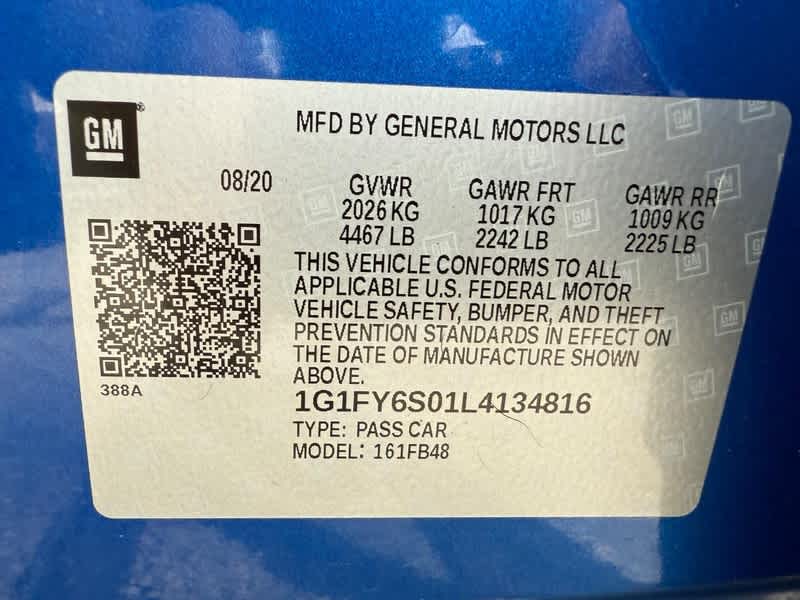 GM
MFD BY GENERAL MOTORS LLC
08/20
GVWR GAWR FRT GAWR RR
2026 KG 1017 KG 1009 KG
4467 LB 2242 LB 2225 LB
THIS VEHICLE CONFORMS TO ALL
APPLICABLE U.S. FEDERAL MOTOR
VEHICLE SAFETY, BUMPER, AND THEFT
PREVENTION STANDARDS IN EFFECT ON
THE DATE OF MANUFACTURE SHOWN
ABOVE.
388A
1G1FY6S01L4134816
TYPE: PASS CAR
MODEL: 161FB48